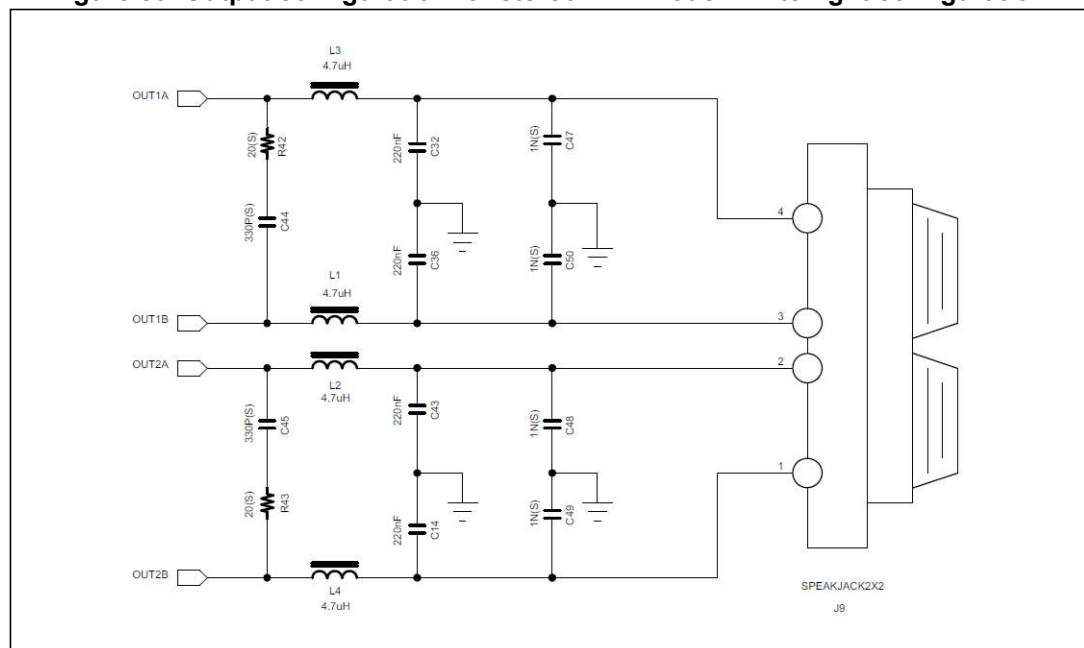 L3
4.7uH
OUT1A
20(S)
R42
220nF
C32
1N(S)
C47
330P(S)
C44
4
220nF
C36
1N(S)
C50
L1
4.7uH
OUT1B
3
OUT2A
2
L2
4.7uH
330P(S)
C45
220nF
C43
1N(S)
C48
1
20(S)
R43
220nF
C14
1N(S)
C49
OUT2B
L4
4.7uH
SPEAKJACK2X2
J9